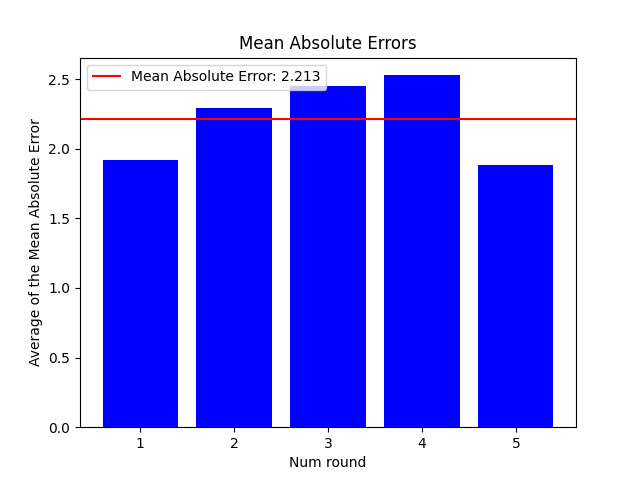 Mean Absolute Errors
Mean Absolute Error: 2.213
Average of the Mean Absolute Error
2.5
2.0
1.5
1.0
0.5
0.0
1 2 3 4 5
Num round